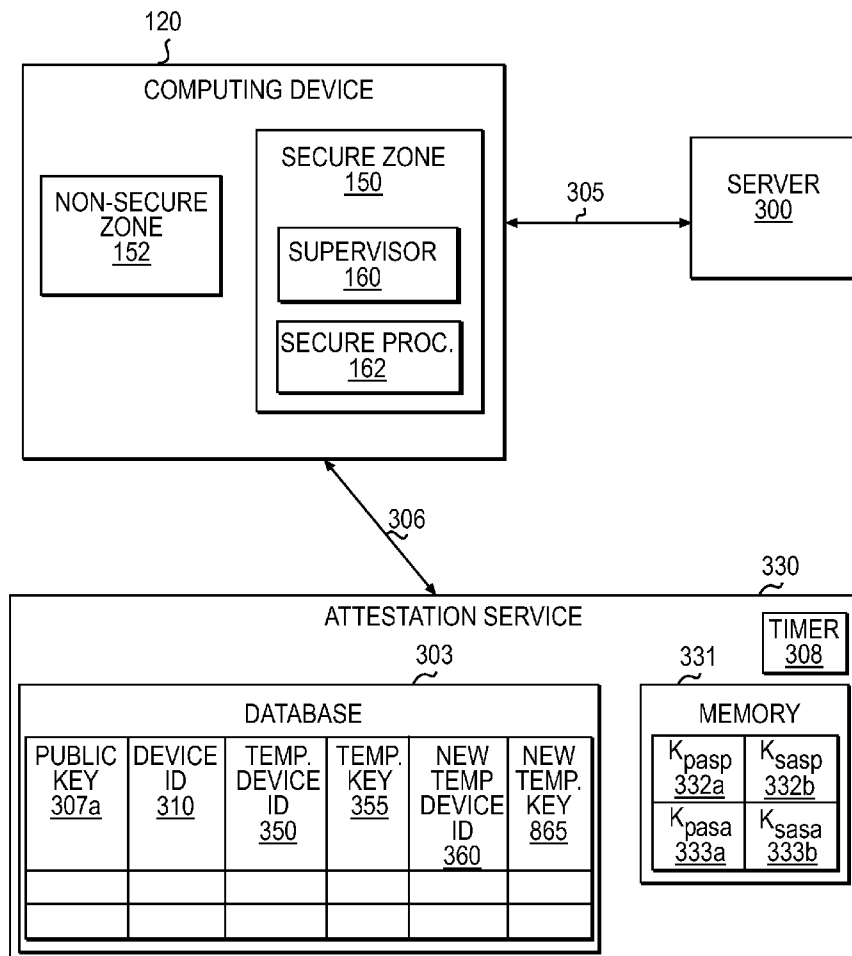 120
COMPUTING DEVICE
NON-SECURE
ZONE
152
SECURE ZONE
150
SUPERVISOR
160
SECURE PROC.
162
305
SERVER
300
306
330
ATTESTATION SERVICE
TIMER
308
303
DATABASE
PUBLIC
KEY
307a
DEVICE
ID
310
TEMP.
DEVICE
ID
350
TEMP.
KEY
355
NEW
TEMP
DEVICE
ID
360
NEW
TEMP.
KEY
865
331
MEMORY
Kpasp
332a
Ksasp
332b
Kpasa
333a
Ksasa
333b